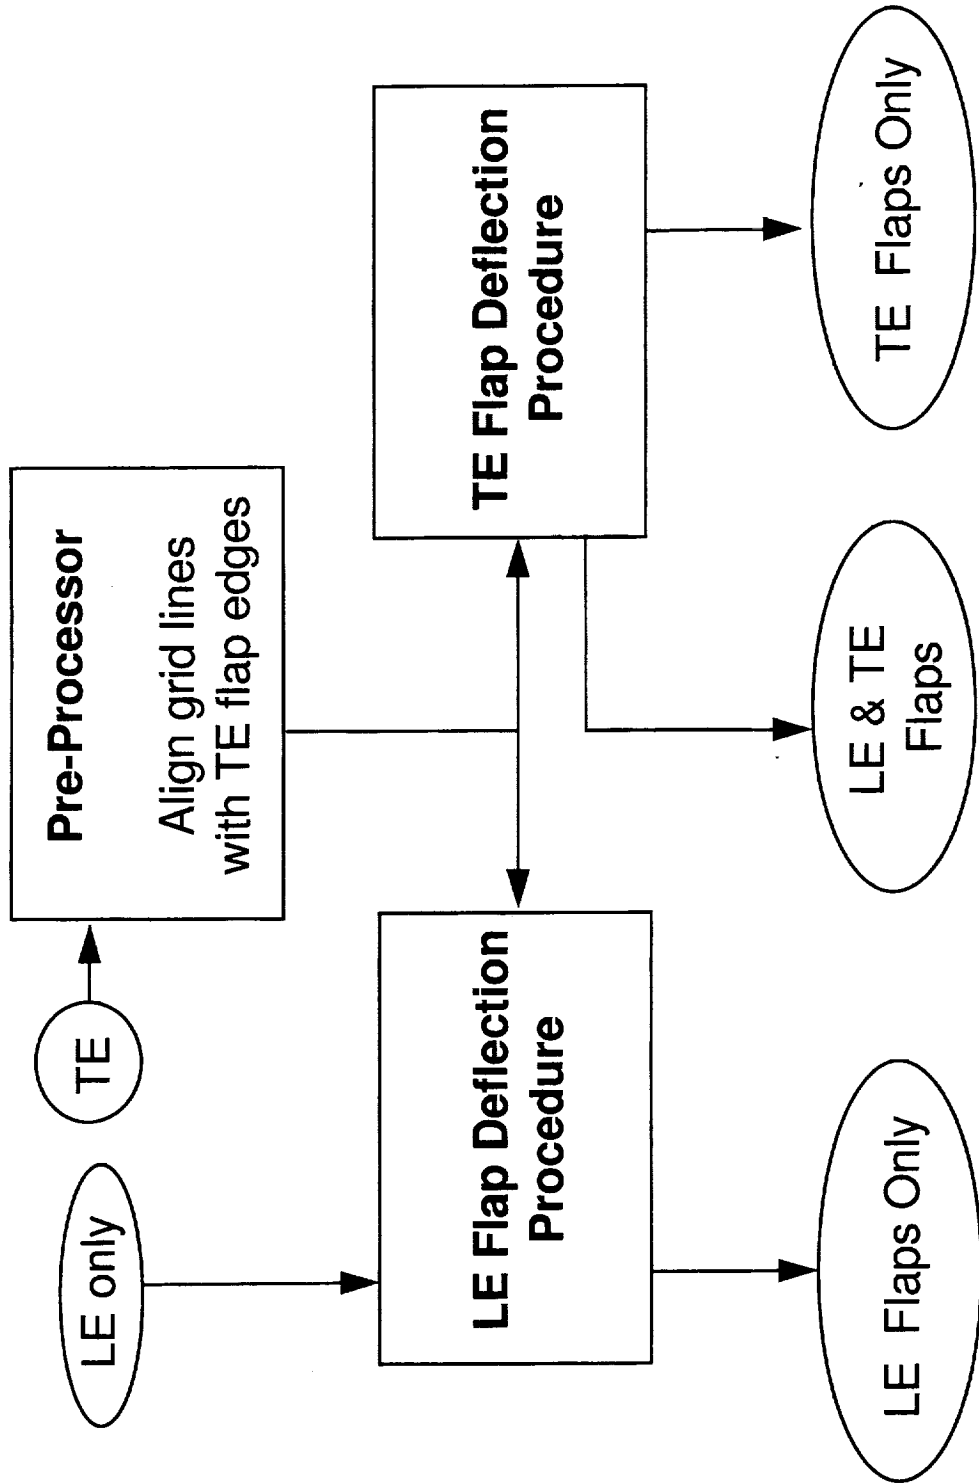 LE only
TE
Pre-Processor
Align grid lines
with TE flap edges
LE Flap Deflection
Procedure
TE Flap Deflection
Procedure
LE Flaps Only
LE & TE
Flaps
TE Flaps Only